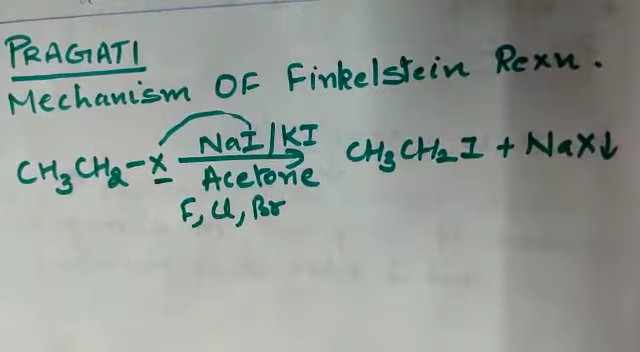 PRAGATI
Mechanism OF Finkelstein Rexn.
CH₃CH₂-X NaI/KI CH₃CH₂I + NaX↓
Acetone
F, Cl, Br